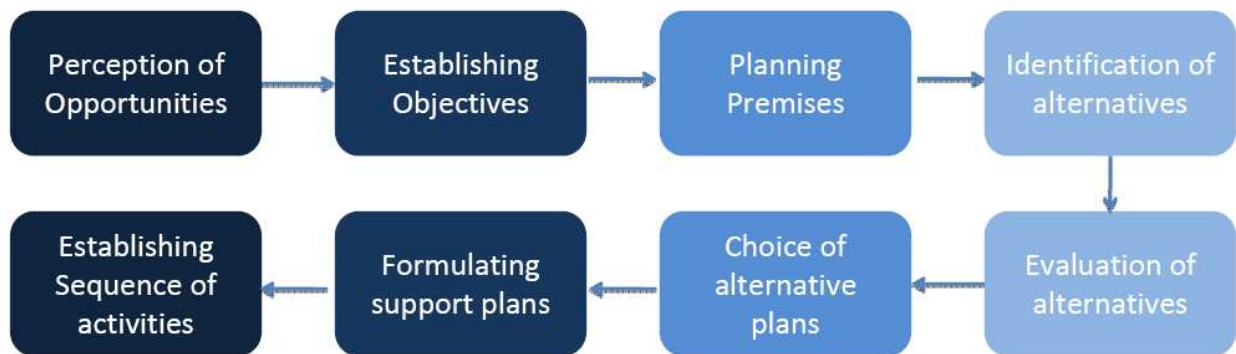 Perception of
Opportunities
Establishing
Objectives
Planning
Premises
Identification of
alternatives
Evaluation of
alternatives
Choice of
alternative
plans
Formulating
support plans
Establishing
Sequence of
activities